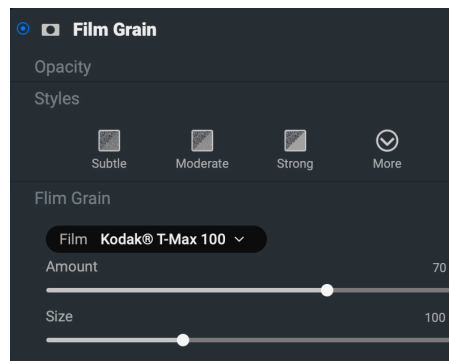 Film Grain
Opacity
Styles
Subtle Moderate Strong More
Flim Grain
Film Kodak® T-Max 100
Amount 70
Size 100